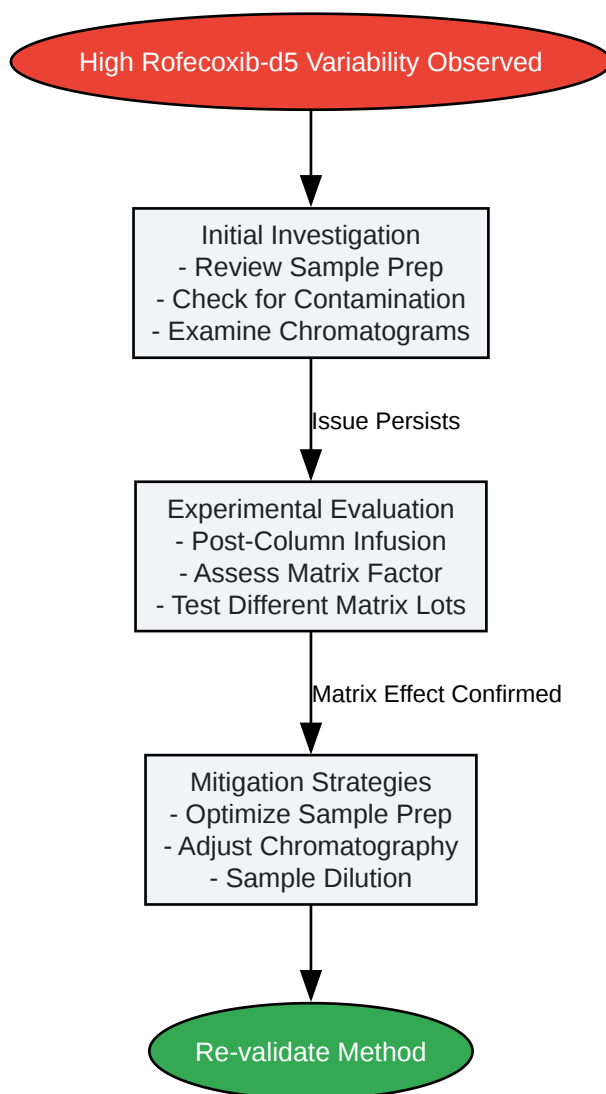 High Rofecoxib-d5 Variability Observed
Initial Investigation
- Review Sample Prep
- Check for Contamination
- Examine Chromatograms
Issue Persists
Experimental Evaluation
- Post-Column Infusion
- Assess Matrix Factor
- Test Different Matrix Lots
Matrix Effect Confirmed
Mitigation Strategies
- Optimize Sample Prep
- Adjust Chromatography
- Sample Dilution
Re-validate Method